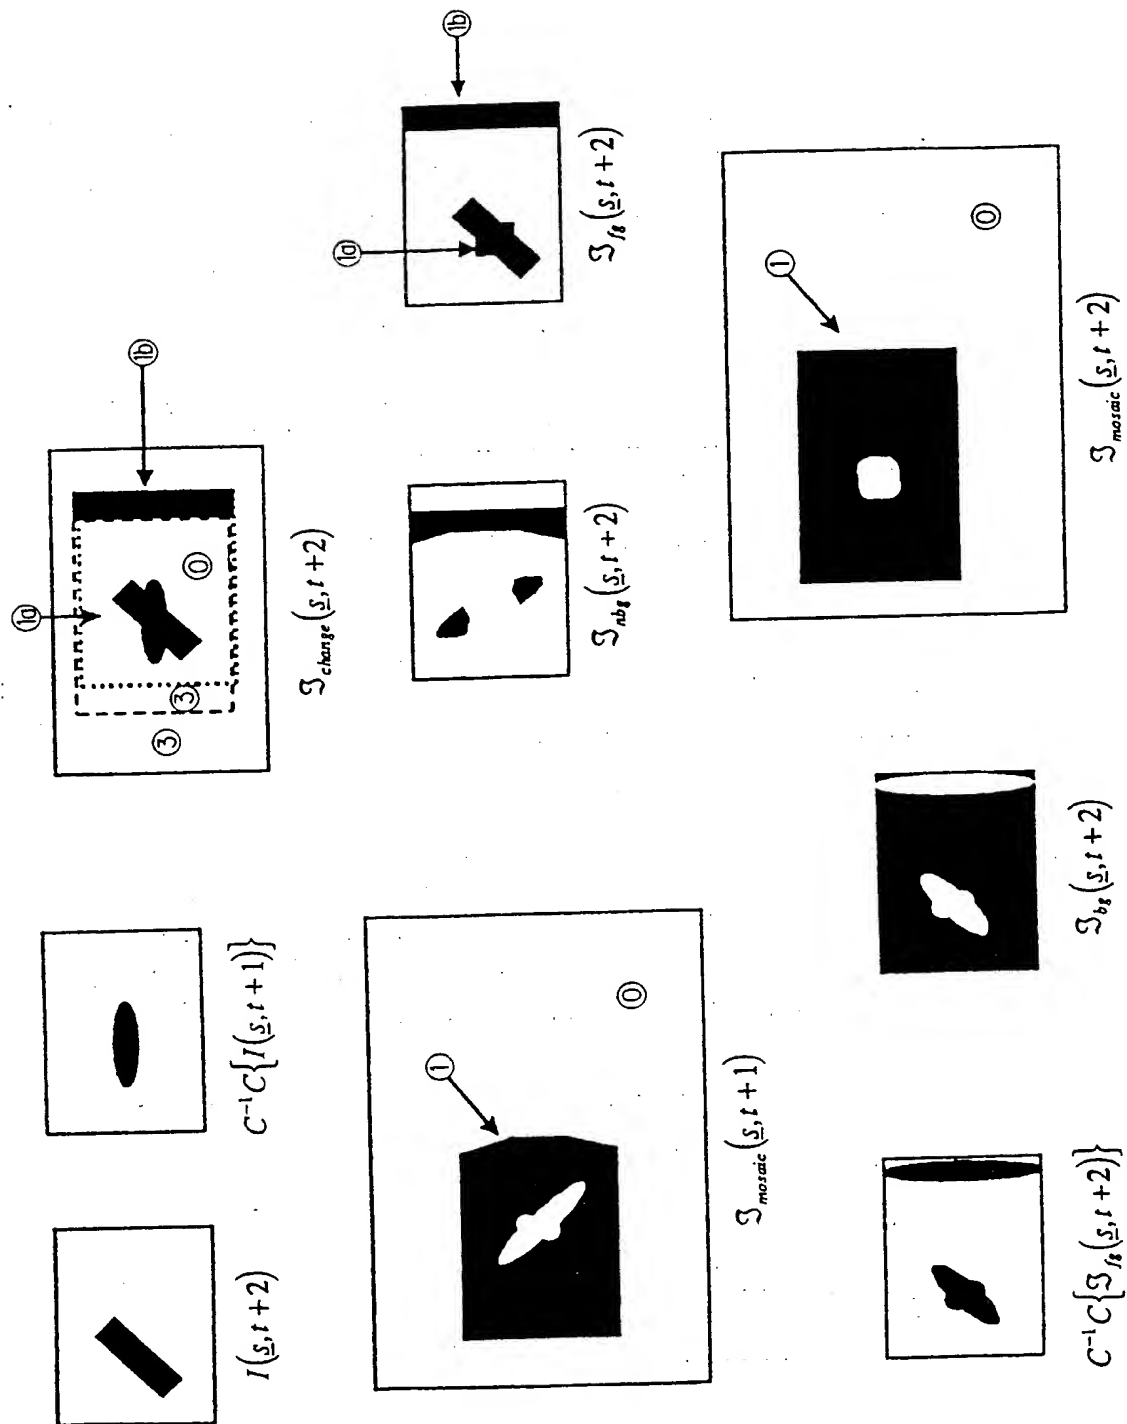 I(s, t+2)
C⁻¹C{I(s, t+1)}
1a
1b
0
3
3
ℑchange(s, t+2)
1a
1b
ℑfg(s, t+2)
1
0
ℑmosaic(s, t+1)
ℑnbg(s, t+2)
C⁻¹C{ℑfg(s, t+2)}
ℑbg(s, t+2)
1
0
ℑmosaic(s, t+2)